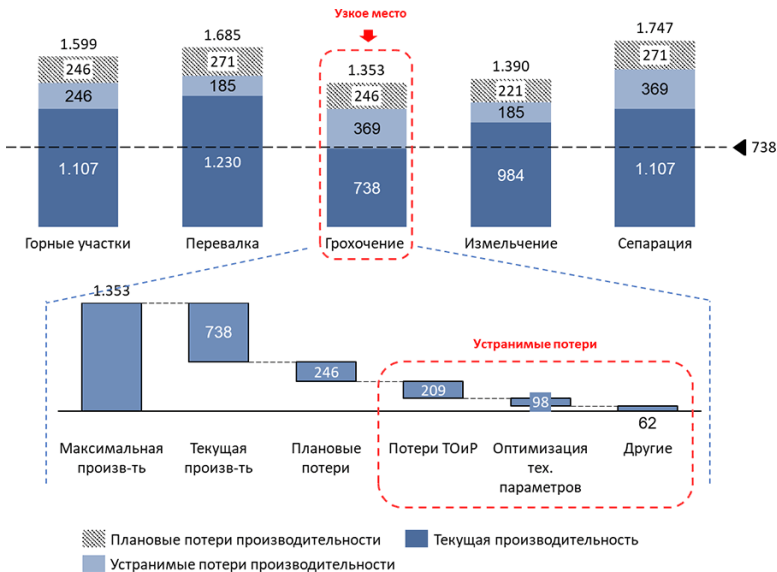 Узкое место
1.599
1.685
1.353
1.390
1.747
246
271
246
221
271
246
185
369
185
369
1.107
1.230
738
984
1.107
738
Горные участки
Перевалка
Грохочение
Измельчение
Сепарация
1.353
738
246
Устранимые потери
209
98
62
Максимальная
произв-ть
Текущая
произв-ть
Плановые
потери
Потери ТОиР
Оптимизация
тех.
параметров
Другие
Плановые потери производительности
Текущая производительность
Устранимые потери производительности